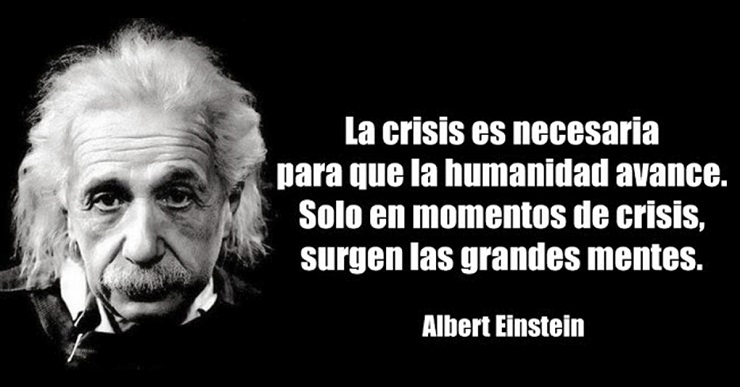 La crisis es necesaria
para que la humanidad avance.
Solo en momentos de crisis,
surgen las grandes mentes.
Albert Einstein